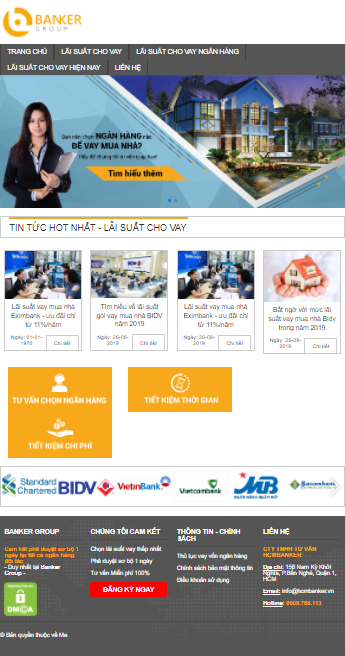 BANKER
GROUP
TRANG CHỦ
LÃI SUẤT CHO VAY
LÃI SUẤT CHO VAY NGÂN HÀNG
LÃI SUẤT CHO VAY HIỆN NAY
LIÊN HỆ
Bạn nên chọn NGÂN HÀNG nào
ĐỂ VAY MUA NHÀ?
Hãy để chúng tôi tư vấn giúp bạn!
Tìm hiểu thêm
TIN TỨC HOT NHẤT - LÃI SUẤT CHO VAY
Lãi suất vay mua nhà
Eximbank - ưu đãi chỉ
từ 11%/năm
Ngày: 01-01-
1970
Chi tiết
Tìm hiểu về lãi suất
gói vay mua nhà BIDV
năm 2019
Ngày: 26-06-
2019
Chi tiết
Lãi suất vay mua nhà
Eximbank - ưu đãi chỉ
từ 11%/năm
Ngày: 26-06-
2019
Chi tiết
Bất ngờ với mức lãi
suất vay mua nhà Bidv
trong năm 2019
Ngày: 26-06-
2019
Chi tiết
TƯ VẤN CHỌN NGÂN HÀNG
TIẾT KIỆM THỜI GIAN
TIẾT KIỆM CHI PHÍ
Standard
Chartered
BIDV
VietinBank
Vietcombank
MB
NGÂN HÀNG QUÂN ĐỘI
Sacombank
BANKER GROUP
Cam kết phê duyệt sơ bộ 1
ngày tại tất cả ngân hàng
đối tác
- Duy nhất tại Banker
Group -
DMCA
CHÚNG TÔI CAM KẾT
Chọn lãi suất vay thấp nhất
Phê duyệt sơ bộ 1 ngày
Tư vấn Miễn phí 100%
ĐĂNG KÝ NGAY
THÔNG TIN - CHÍNH
SÁCH
Thủ tục vay vốn ngân hàng
Chính sách bảo mật thông tin
Điều khoản sử dụng
LIÊN HỆ
CTY TNHH TƯ VẤN
HCMBANKER
Địa chỉ: 158 Nam Kỳ Khởi
Nghĩa, P.Bến Nghé, Quận 1,
HCM
Email: info@hcmbanker.vn
Hotline: 0908.788.173
© Bản quyền thuộc về Me